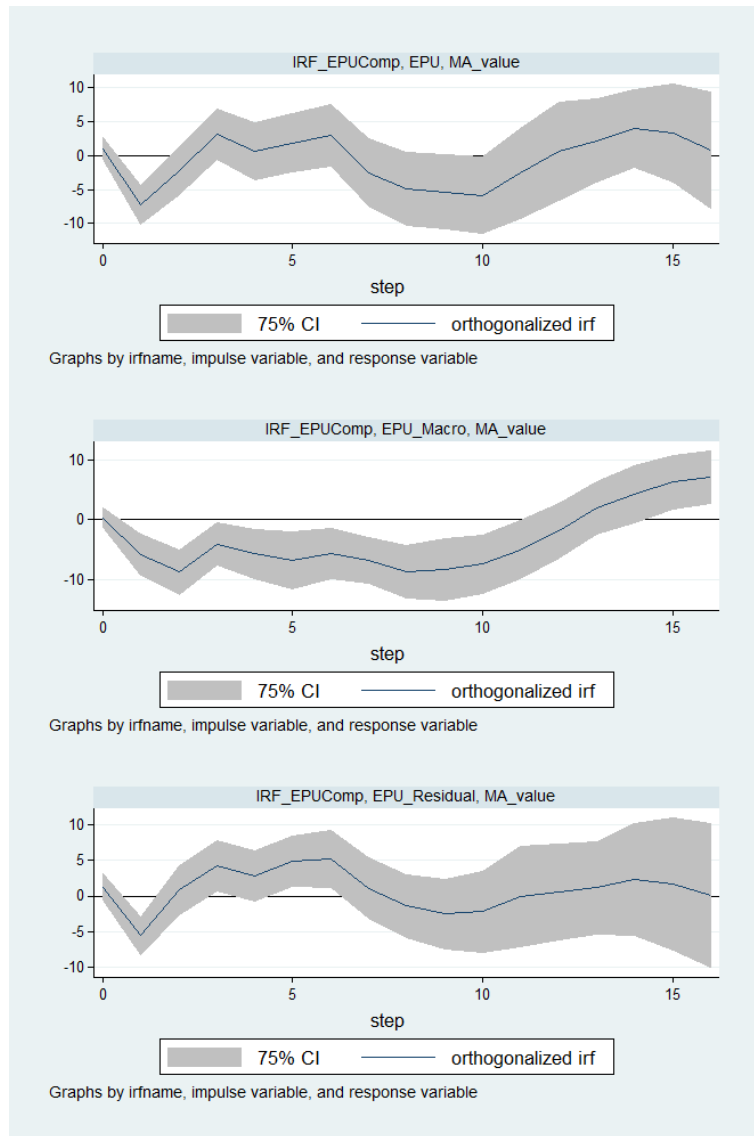 IRF_EPUComp, EPU, MA_value
10
5
0
-5
-10
0 5 10 15
step
75% CI orthogonalized irf
Graphs by irfname, impulse variable, and response variable
IRF_EPUComp, EPU_Macro, MA_value
10
0
-10
0 5 10 15
step
75% CI orthogonalized irf
Graphs by irfname, impulse variable, and response variable
IRF_EPUComp, EPU_Residual, MA_value
10
5
0
-5
-10
0 5 10 15
step
75% CI orthogonalized irf
Graphs by irfname, impulse variable, and response variable